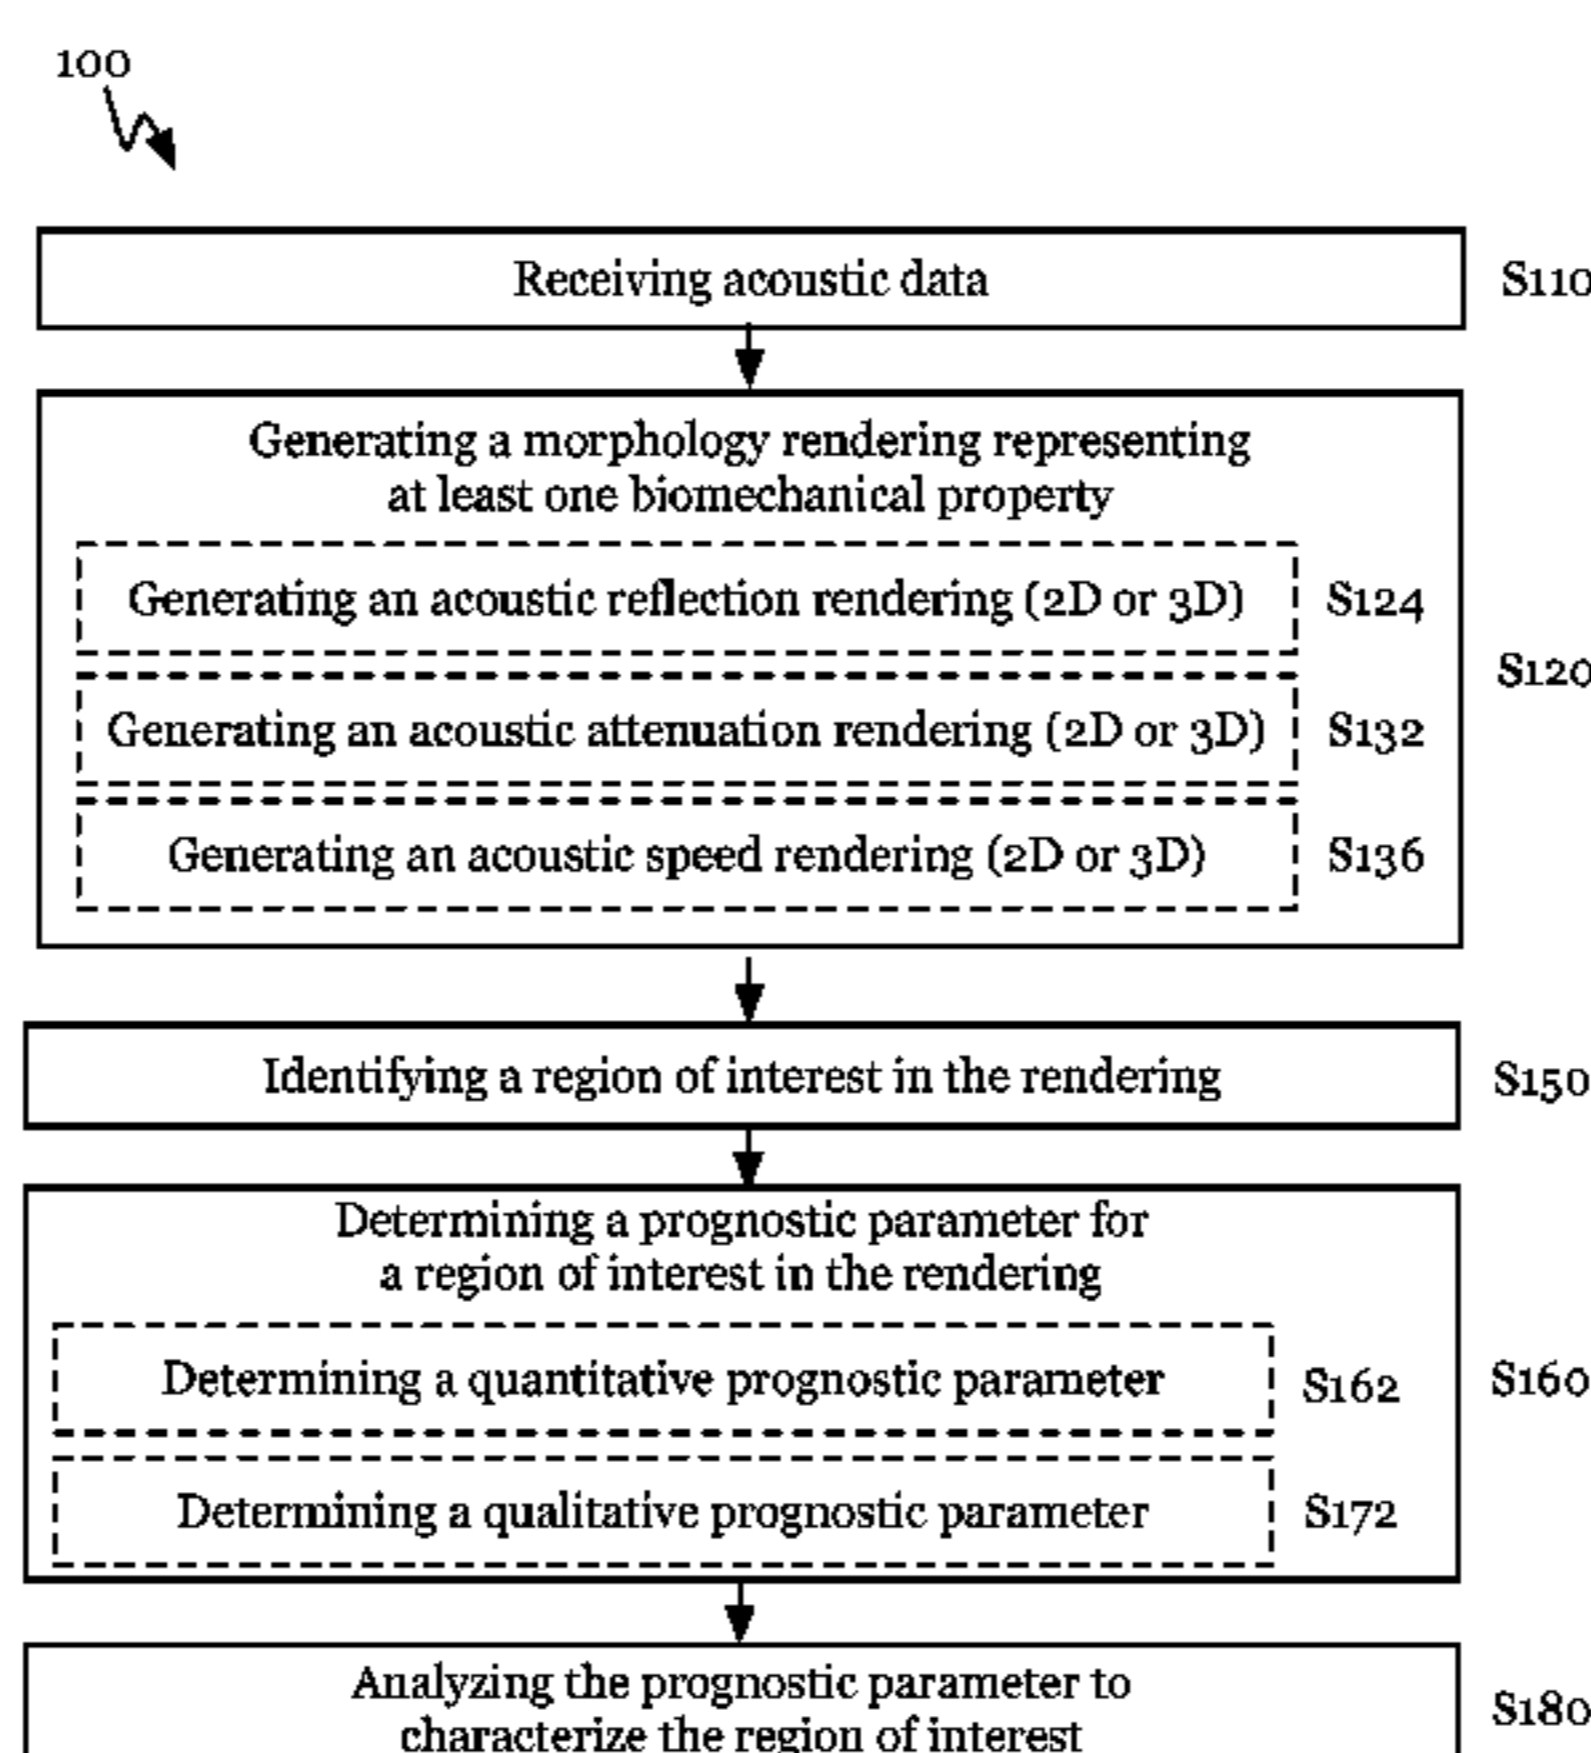 100
Receiving acoustic data
S110
Generating a morphology rendering representing
at least one biomechanical property
Generating an acoustic reflection rendering (2D or 3D)
S124
S120
Generating an acoustic attenuation rendering (2D or 3D)
S132
Generating an acoustic speed rendering (2D or 3D)
S136
Identifying a region of interest in the rendering
S150
Determining a prognostic parameter for
a region of interest in the rendering
Determining a quantitative prognostic parameter
S162
S160
Determining a qualitative prognostic parameter
S172
Analyzing the prognostic parameter to
characterize the region of interest
S180